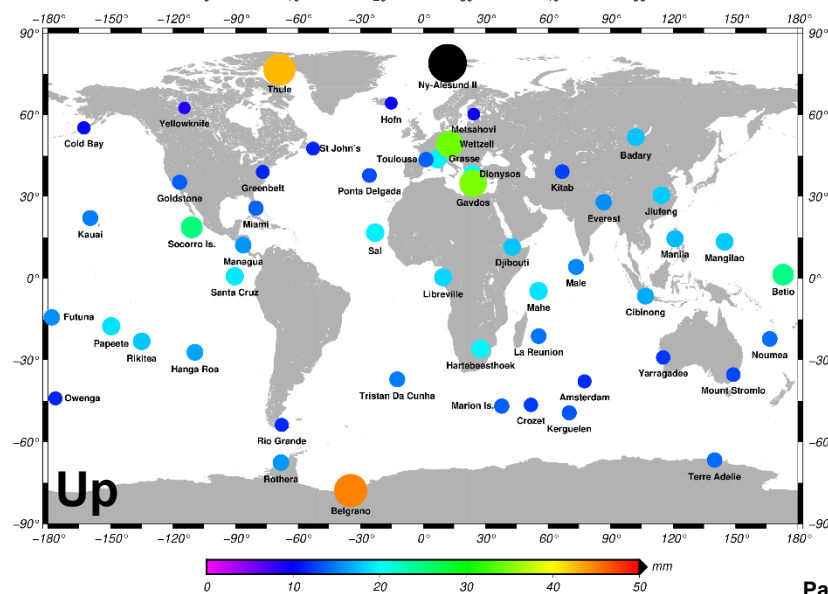 −180° −150° −120° −90° −60° −30° 0° 30° 60° 90° 120° 150° 180°
90° 90°
Thule
Ny-Alesund II
60° 60°
Yellowknife
Hofn
Metsahovi
Cold Bay
St John's
Wettzell
Badary
Toulouse
Grasse
Greenbelt
Ponta Delgada
Dionysos
Kitab
Goldstone
30° 30°
Gavdos
Everest
Jiufeng
Miami
Kauai
Socorro Is.
Sal
Managua
Djibouti
Manila
Mangilao
0° 0°
Santa Cruz
Libreville
Male
Betio
Mahe
Cibinong
Futuna
Papeete
Rikitea
Hanga Roa
La Reunion
Noumea
−30° −30°
Hartebeesthoek
Yarragadee
Mount Stromlo
Tristan Da Cunha
Amsterdam
Owenga
Marion Is.
Crozet
Kerguelen
Rio Grande
−60° −60°
Rothera
Terre Adelie
Up
Belgrano
−90° −90°
−180° −150° −120° −90° −60° −30° 0° 30° 60° 90° 120° 150° 180°
mm
0 10 20 30 40 50
Pa